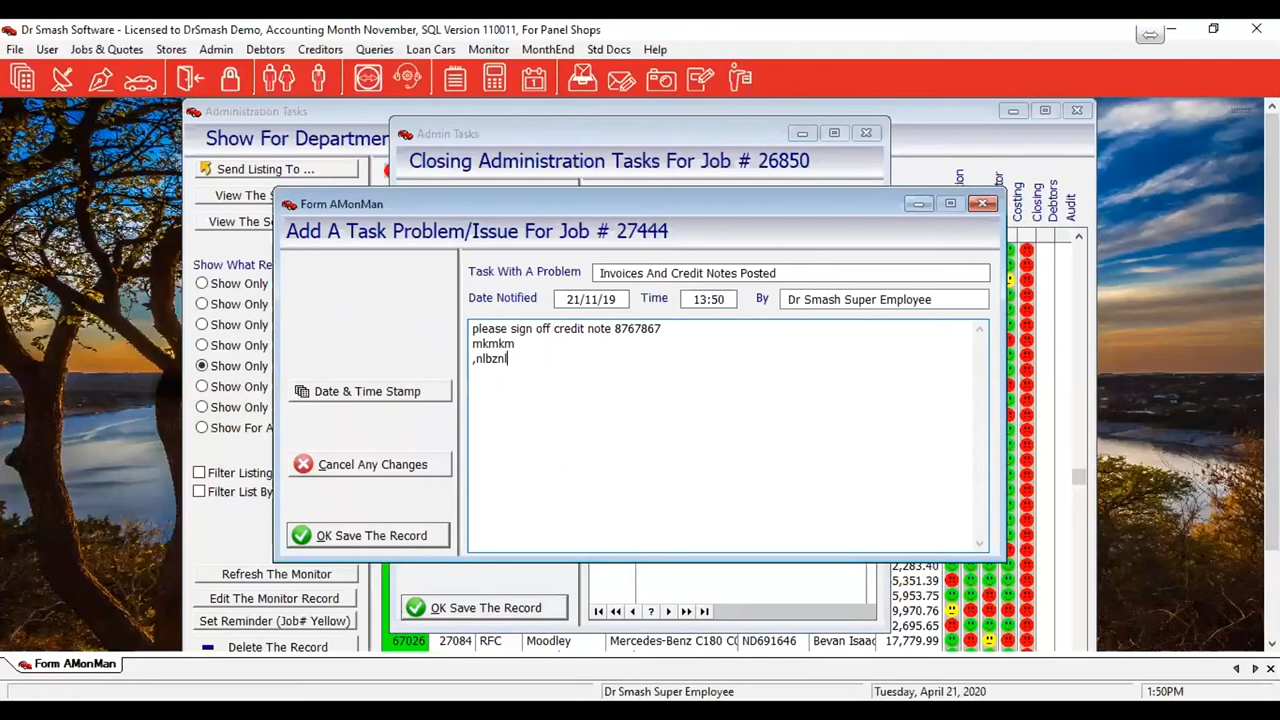 Dr Smash Software - Licensed to DrSmash Demo, Accounting Month November, SQL Version 110011, For Panel Shops
File User Jobs & Quotes Stores Admin Debtors Creditors Queries Loan Cars Monitor MonthEnd Std Docs Help
Administration Tasks
Show For Departmen
Send Listing To ...
View The S
View The Se
Show What Re
Show Only
Show Only
Show Only
Show Only
Show Only
Show Only
Show Only
Show For A
Filter Listing
Filter List By
Refresh The Monitor
Edit The Monitor Record
Set Reminder (Job# Yellow)
Delete The Record
Admin Tasks
Closing Administration Tasks For Job # 26850
Costing
Closing
Debtors
Audit
Form AMonMan
Add A Task Problem/Issue For Job # 27444
Task With A Problem Invoices And Credit Notes Posted
Date Notified 21/11/19 Time 13:50 By Dr Smash Super Employee
please sign off credit note 8767867
mkmkm
,nlbznl
Date & Time Stamp
Cancel Any Changes
OK Save The Record
OK Save The Record
2,283.40
5,351.39
5,953.75
9,970.76
2,695.65
67026 27084 RFC Moodley Mercedes-Benz C180 C( ND691646 Bevan Isaac 17,779.99
Form AMonMan
Dr Smash Super Employee Tuesday, April 21, 2020 1:50PM